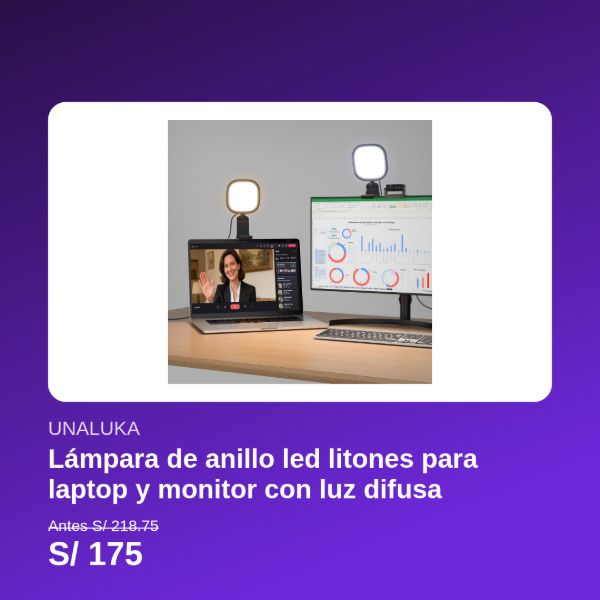 UNALUKA
Lámpara de anillo led litones para
laptop y monitor con luz difusa
Antes S/ 218.75
S/ 175